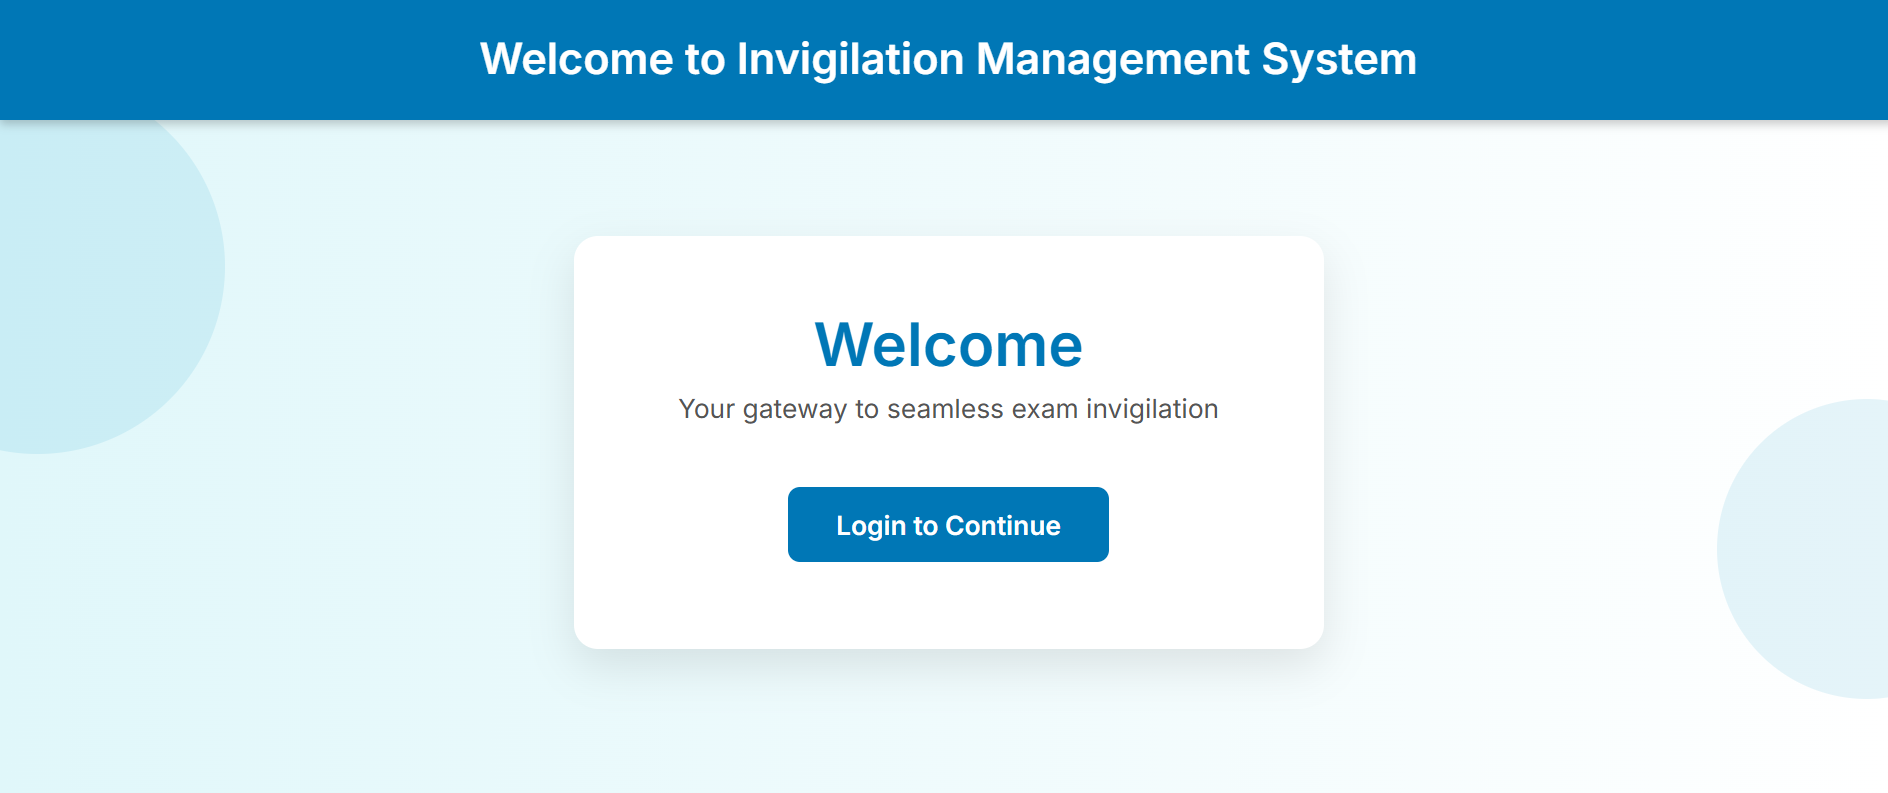 Welcome to Invigilation Management System
Welcome
Your gateway to seamless exam invigilation
Login to Continue